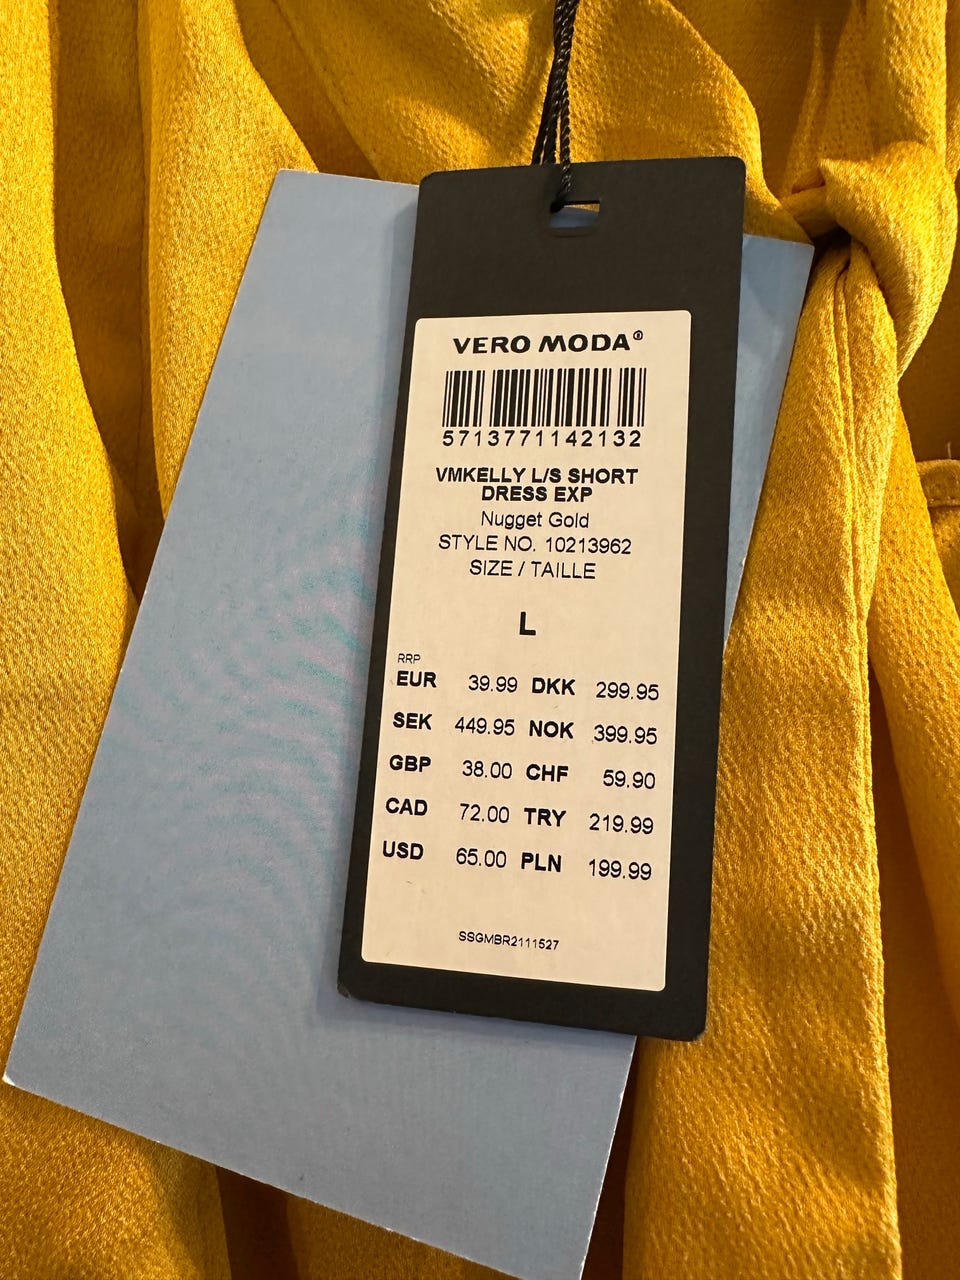 VERO MODA®
5713771142132
VMKELLY L/S SHORT
DRESS EXP
Nugget Gold
STYLE NO. 10213962
SIZE / TAILLE
L
RRP
EUR 39.99 DKK 299.95
SEK 449.95 NOK 399.95
GBP 38.00 CHF 59.90
CAD 72.00 TRY 219.99
USD 65.00 PLN 199.99
SSGMBR2111527